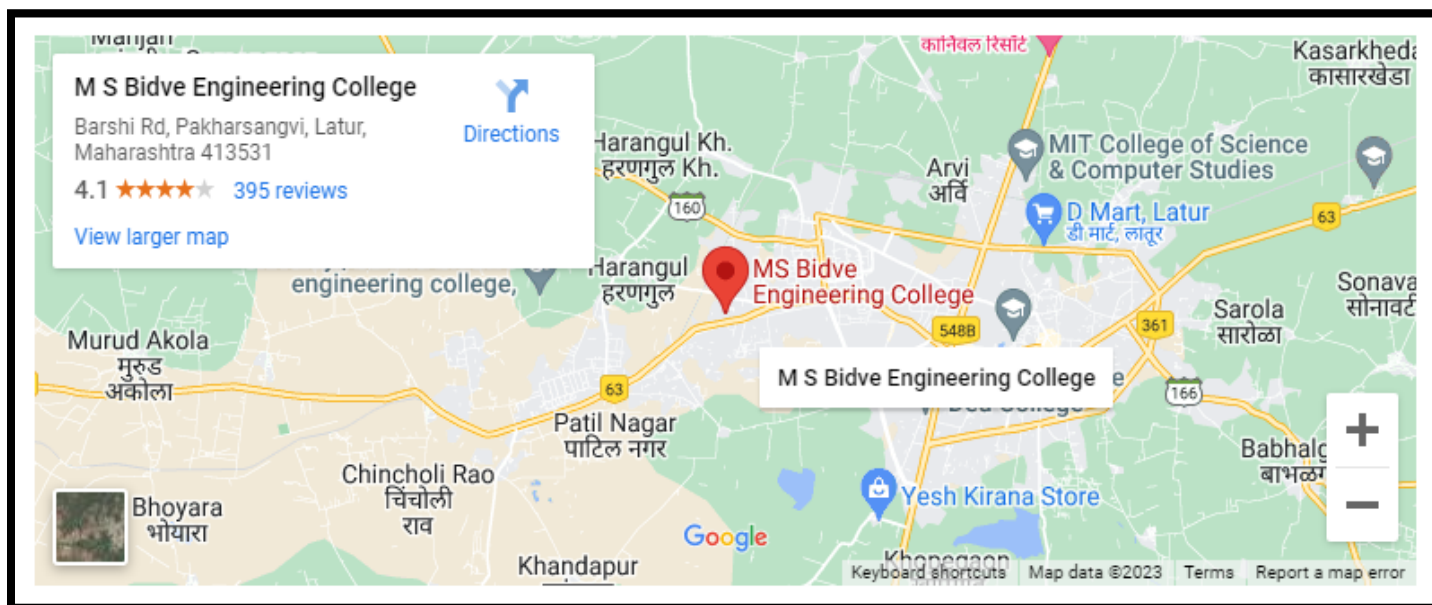 M S Bidve Engineering College
Barshi Rd, Pakharsangvi, Latur,
Maharashtra 413531
4.1
395 reviews
View larger map
Directions
Manjari
कार्निवल रिसॉर्ट
Kasarkheda
कासारखेडा
Harangul Kh.
हरणगुल Kh.
MIT College of Science
& Computer Studies
Arvi
अर्वि
160
D Mart, Latur
डी मार्ट, लातूर
63
engineering college,
Harangul
हरणगुल
MS Bidve
Engineering College
Sonava
सोनावटी
Sarola
सारोळा
548B
361
Murud Akola
मुरुड
अकोला
M S Bidve Engineering College
e
63
166
Patil Nagar
पाटिल नगर
College
Babhalg
बाभळग
Chincholi Rao
चिंचोली
राव
Yesh Kirana Store
Bhoyara
भोयारा
Google
Khandapur
Khopegaon
Keyboard shortcuts
Map data ©2023
Terms
Report a map error